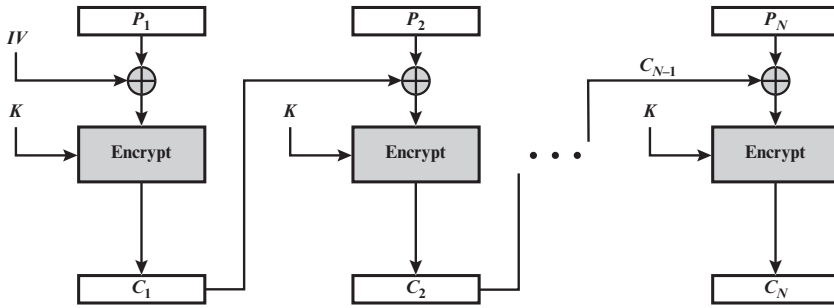 P1 P2 PN
IV
CN–1
K K K
Encrypt Encrypt Encrypt
C1 C2 CN